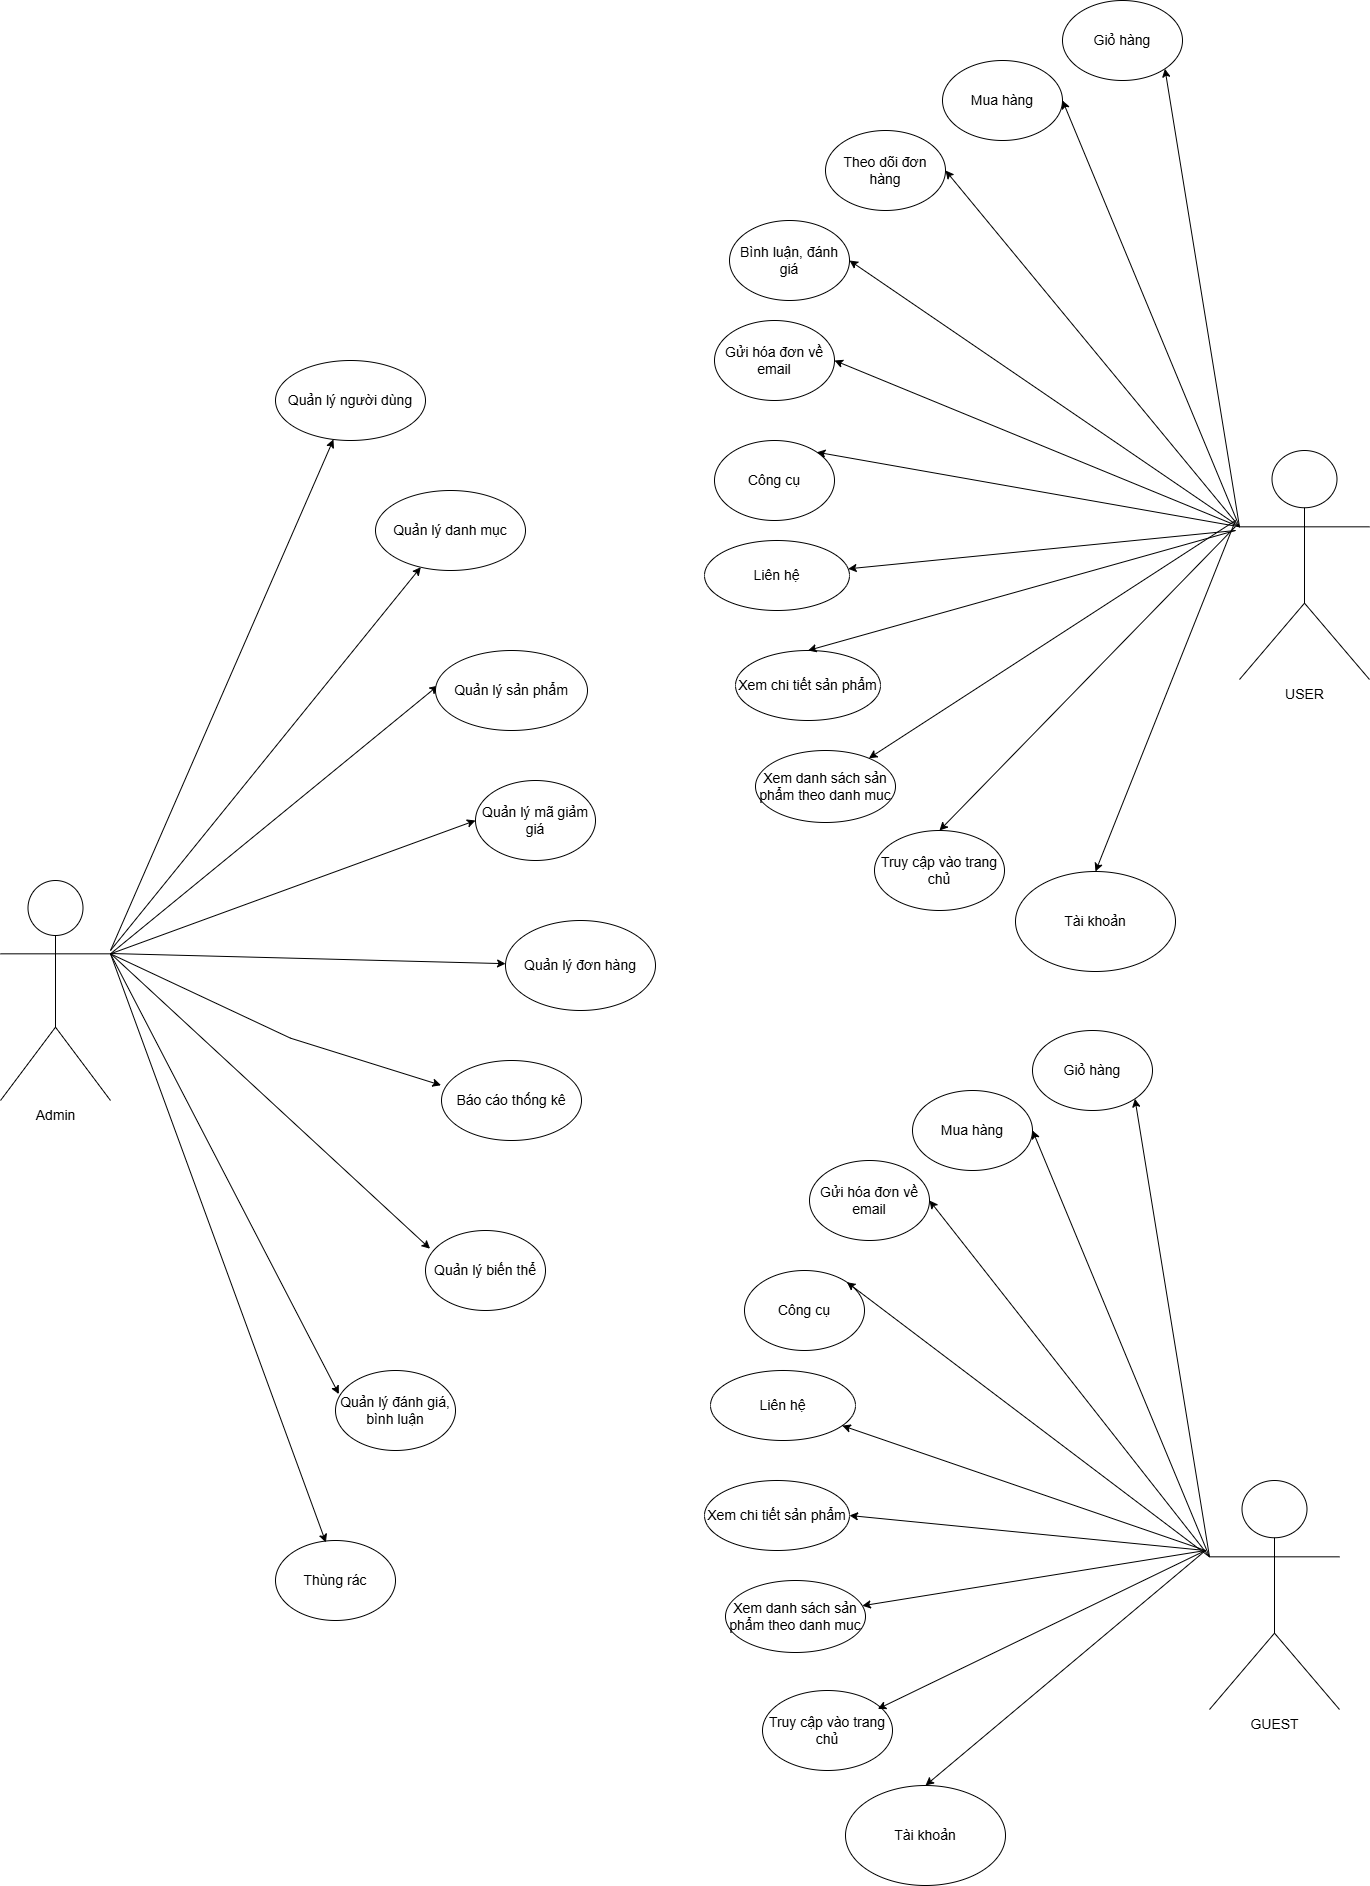 Giỏ hàng
Mua hàng
Theo dõi đơn
hàng
Bình luận, đánh
giá
Gửi hóa đơn về
email
Công cụ
Liên hệ
Xem chi tiết sản phẩm
Xem danh sách sản
phẩm theo danh muc
Truy cập vào trang
chủ
Tài khoản
USER
Quản lý người dùng
Quản lý danh mục
Quản lý sản phẩm
Quản lý mã giảm
giá
Quản lý đơn hàng
Báo cáo thống kê
Quản lý biến thể
Quản lý đánh giá,
bình luận
Thùng rác
Admin
Giỏ hàng
Mua hàng
Gửi hóa đơn về
email
Công cụ
Liên hệ
Xem chi tiết sản phẩm
Xem danh sách sản
phẩm theo danh muc
Truy cập vào trang
chủ
Tài khoản
GUEST